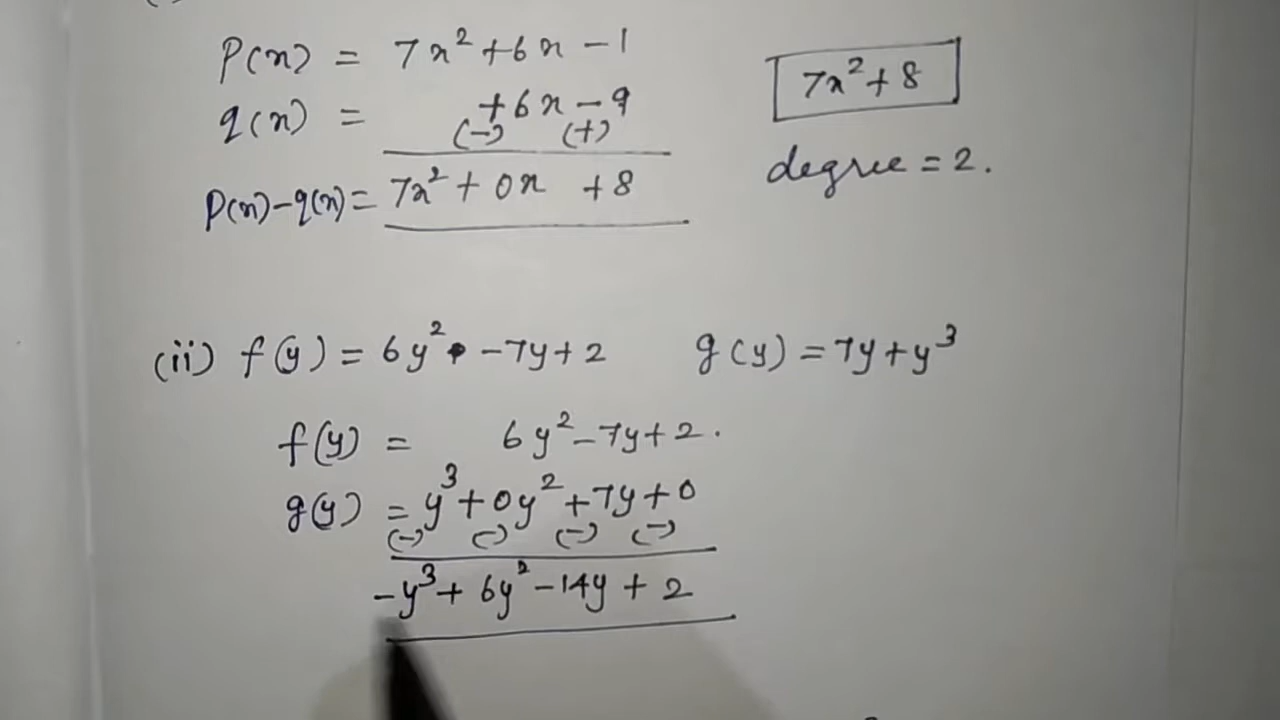 P(x) = 7x² + 6x - 1
q(x) = +6x - 9
(-) (+)
P(x) - q(x) = 7x² + 0x + 8
7x² + 8
degree = 2.
(ii) f(y) = 6y² - 7y + 2 g(y) = 7y + y³
f(y) = 6y² - 7y + 2.
g(y) = y³ + 0y² + 7y + 0
(-) (-) (-) (-)
-y³ + 6y² - 14y + 2